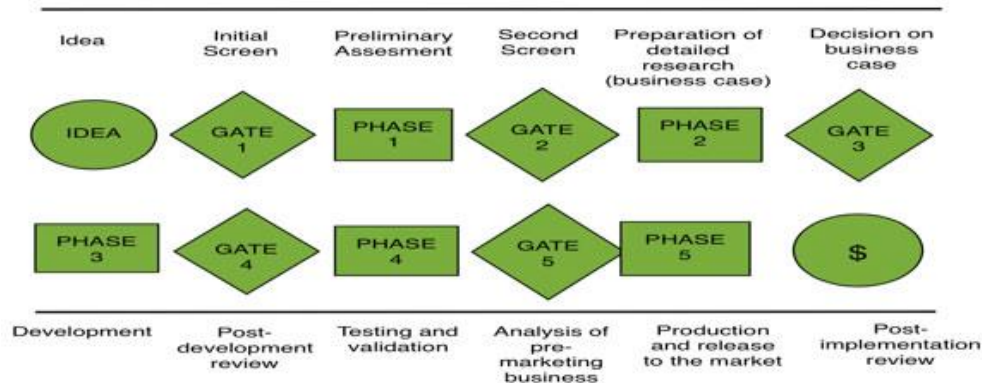 Idea
Initial
Screen
Preliminary
Assesment
Second
Screen
Preparation of
detailed
research
(business case)
Decision on
business
case
IDEA
GATE
1
PHASE
1
GATE
2
PHASE
2
GATE
3
PHASE
3
GATE
4
PHASE
4
GATE
5
PHASE
5
$
Development
Post-
development
review
Testing and
validation
Analysis of
pre-
marketing
business
Production
and release
to the market
Post-
implementation
review